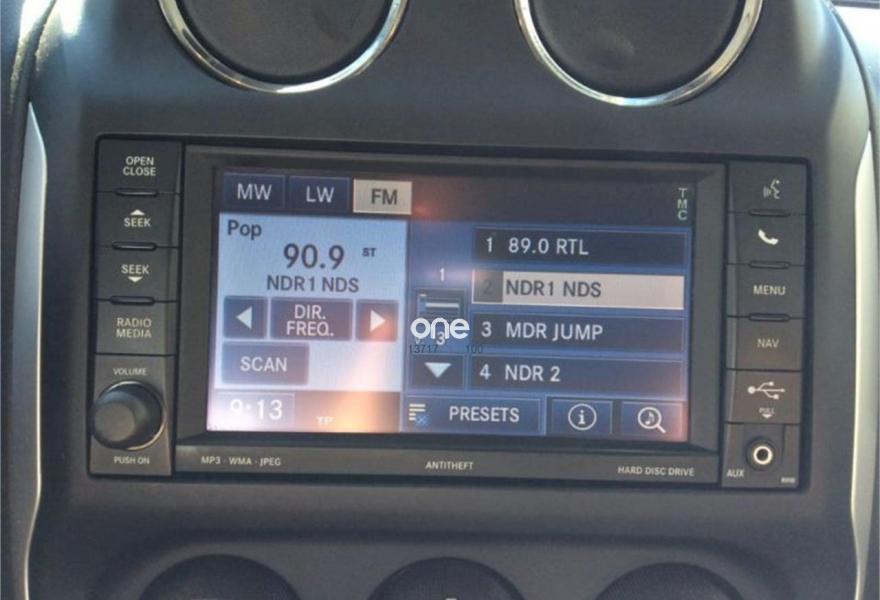 OPEN
CLOSE
SEEK
SEEK
RADIO
MEDIA
VOLUME
PUSH ON
MW LW FM
TMC
Pop
90.9 ST
NDR1 NDS
DIR.
FREQ.
SCAN
9:13
TP
1
3
1 89.0 RTL
2 NDR1 NDS
3 MDR JUMP
4 NDR 2
PRESETS
one
MP3 · WMA · JPEG
ANTITHEFT
HARD DISC DRIVE
MENU
NAV
PULL
AUX